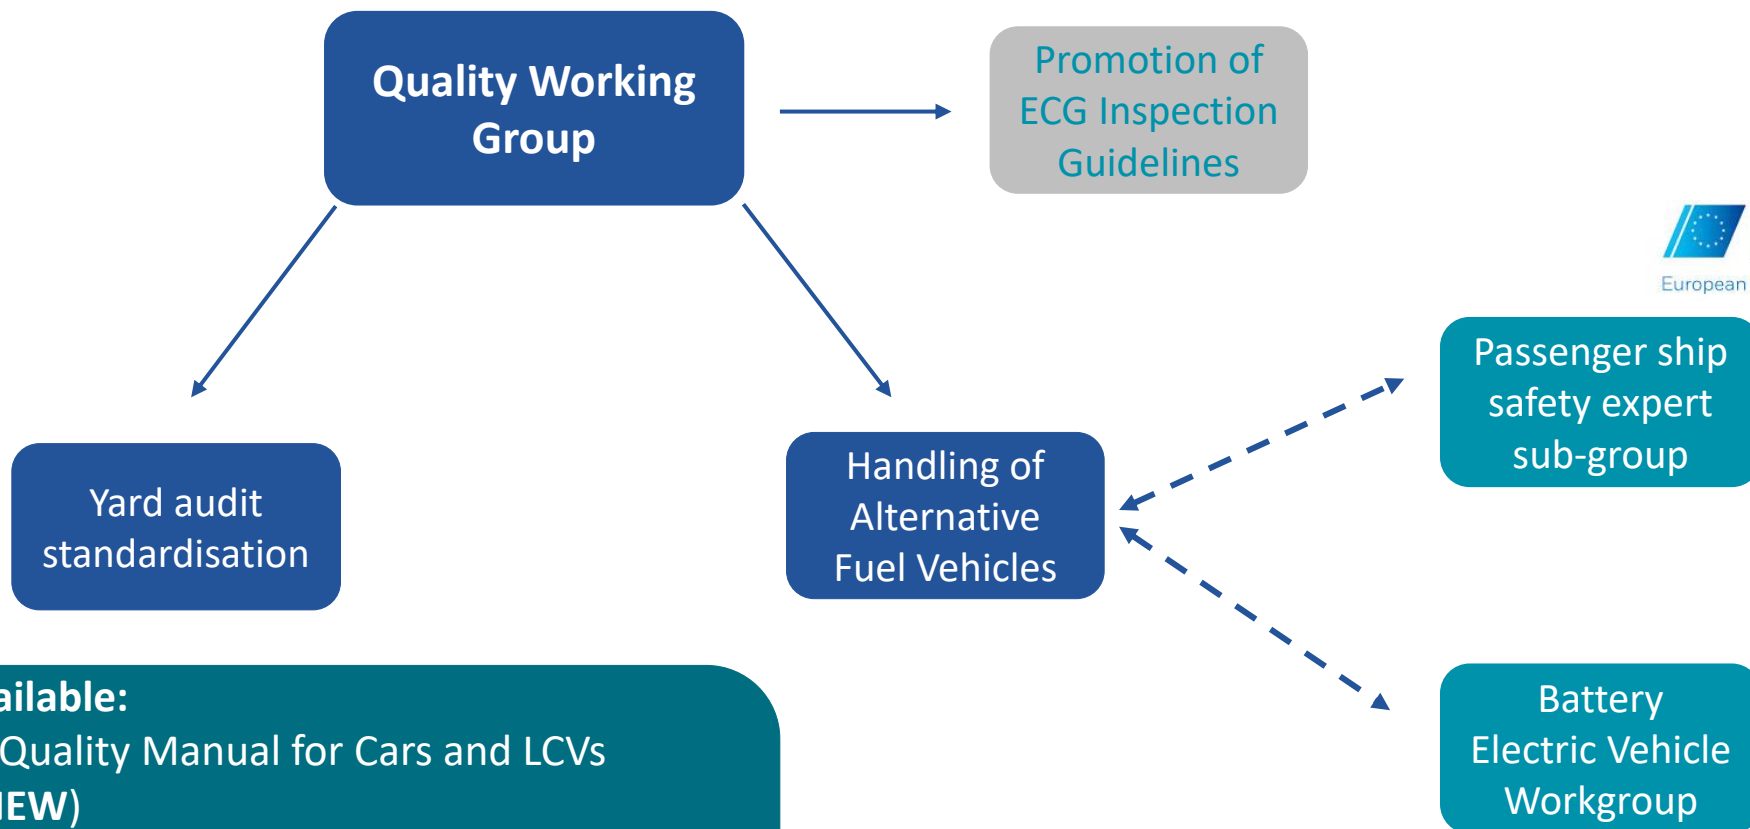 Quality Working
Group
Promotion of
ECG Inspection
Guidelines
European
Passenger ship
safety expert
sub-group
Yard audit
standardisation
Handling of
Alternative
Fuel Vehicles
Battery
Electric Vehicle
Workgroup
ailable:
Quality Manual for Cars and LCVs
IEW)